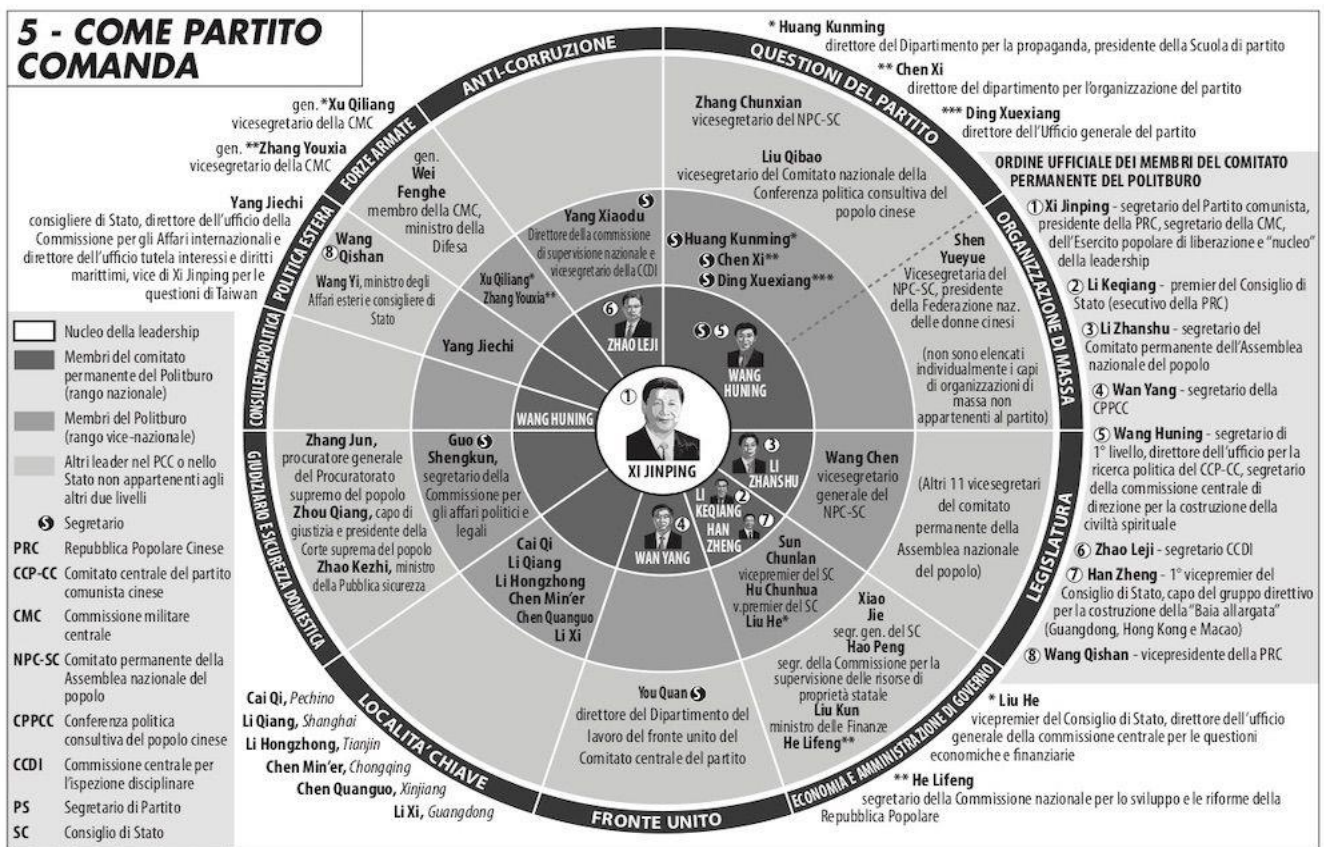 5 - COME PARTITO
COMANDA
* Huang Kunming
direttore del Dipartimento per la propaganda, presidente della Scuola di partito
** Chen Xi
direttore del dipartimento per l'organizzazione del partito
*** Ding Xuexiang
direttore dell'Ufficio generale del partito
gen. *Xu Qiliang
vicesegretario della CMC
gen. **Zhang Youxia
vicesegretario della CMC
Yang Jiechi
consigliere di Stato, direttore dell'ufficio della
Commissione per gli Affari internazionali e
direttore dell'ufficio tutela interessi e diritti
marittimi, vice di Xi Jinping per le
questioni di Taiwan
Nucleo della leadership
Membri del comitato
permanente del Politburo
(rango nazionale)
Membri del Politburo
(rango vice-nazionale)
Altri leader nel PCC o nello
Stato non appartenenti agli
altri due livelli
S Segretario
PRC Repubblica Popolare Cinese
CCP-CC Comitato centrale del partito
comunista cinese
CMC Commissione militare
centrale
NPC-SC Comitato permanente della
Assemblea nazionale del
popolo
CPPCC Conferenza politica
consultiva del popolo cinese
CCDI Commissione centrale per
l'ispezione disciplinare
PS Segretario di Partito
SC Consiglio di Stato
ANTI-CORRUZIONE
QUESTIONI DEL PARTITO
ORGANIZZAZIONE DI MASSA
LEGISLATURA
ECONOMIA E AMMINISTRAZIONE DI GOVERNO
FRONTE UNITO
LOCALITA' CHIAVE
GIUDIZIARIO E SICUREZZA DOMESTICA
CONSULENZA POLITICA
POLITICA ESTERA
FORZE ARMATE
Zhang Chunxian
vicesegretario del NPC-SC
Liu Qibao
vicesegretario del Comitato nazionale della
Conferenza politica consultiva del
popolo cinese
S Huang Kunming*
S Chen Xi**
S Ding Xuexiang***
S 5
WANG
HUNING
Shen
Yueyue
Vicesegretaria del
NPC-SC, presidente
della Federazione naz.
delle donne cinesi
(non sono elencati
individualmente i capi
di organizzazioni di
massa non
appartenenti al partito)
S
Yang Xiaodu
Direttore della commissione
di supervisione nazionale e
vicesegretario della CCDI
6
ZHAO LEJI
gen.
Wei
Fenghe
membro della CMC,
ministro della
Difesa
Xu Qiliang*
Zhang Youxia**
Wang
8 Qishan
Wang Yi, ministro degli
Affari esteri e consigliere di
Stato
Yang Jiechi
WANG HUNING
1
XI JINPING
Zhang Jun,
procuratore generale
del Procuratorato
supremo del popolo
Zhou Qiang, capo di
giustizia e presidente della
Corte suprema del popolo
Zhao Kezhi, ministro
della Pubblica sicurezza
Guo S
Shengkun,
segretario della
Commissione per
gli affari politici e
legali
Cai Qi
Li Qiang
Li Hongzhong
Chen Min'er
Chen Quanguo
Li Xi
4
WAN YANG
You Quan S
direttore del Dipartimento del
lavoro del fronte unito del
Comitato centrale del partito
3
LI
ZHANSHU
LI 2
KEQIANG
HAN 7
ZHENG
Wang Chen
vicesegretario
generale del
NPC-SC
(Altri 11 vicesegretari
del comitato
permanente della
Assemblea nazionale
del popolo)
Sun
Chunlan
vicepremier del SC
Hu Chunhua
v.premier del SC
Liu He*
Xiao
Jie
segr. gen. del SC
Hao Peng
segr. della Commissione per la
supervisione delle risorse di
proprietà statale
Liu Kun
ministro delle Finanze
He Lifeng**
Cai Qi, Pechino
Li Qiang, Shanghai
Li Hongzhong, Tianjin
Chen Min'er, Chongqing
Chen Quanguo, Xinjiang
Li Xi, Guangdong
ORDINE UFFICIALE DEI MEMBRI DEL COMITATO
PERMANENTE DEL POLITBURO
1 Xi Jinping - segretario del Partito comunista,
presidente della PRC, segretario della CMC,
dell'Esercito popolare di liberazione e "nucleo"
della leadership
2 Li Keqiang - premier del Consiglio di
Stato (esecutivo della PRC)
3 Li Zhanshu - segretario del
Comitato permanente dell'Assemblea
nazionale del popolo
4 Wan Yang - segretario della
CPPCC
5 Wang Huning - segretario di
1° livello, direttore dell'ufficio per la
ricerca politica del CCP-CC, segretario
della commissione centrale di
direzione per la costruzione della
civiltà spirituale
6 Zhao Leji - segretario CCDI
7 Han Zheng - 1° vicepremier del
Consiglio di Stato, capo del gruppo direttivo
per la costruzione della "Baia allargata"
(Guangdong, Hong Kong e Macao)
8 Wang Qishan - vicepresidente della PRC
* Liu He
vicepremier del Consiglio di Stato, direttore dell'ufficio
generale della commissione centrale per le questioni
economiche e finanziarie
** He Lifeng
segretario della Commissione nazionale per lo sviluppo e le riforme della
Repubblica Popolare